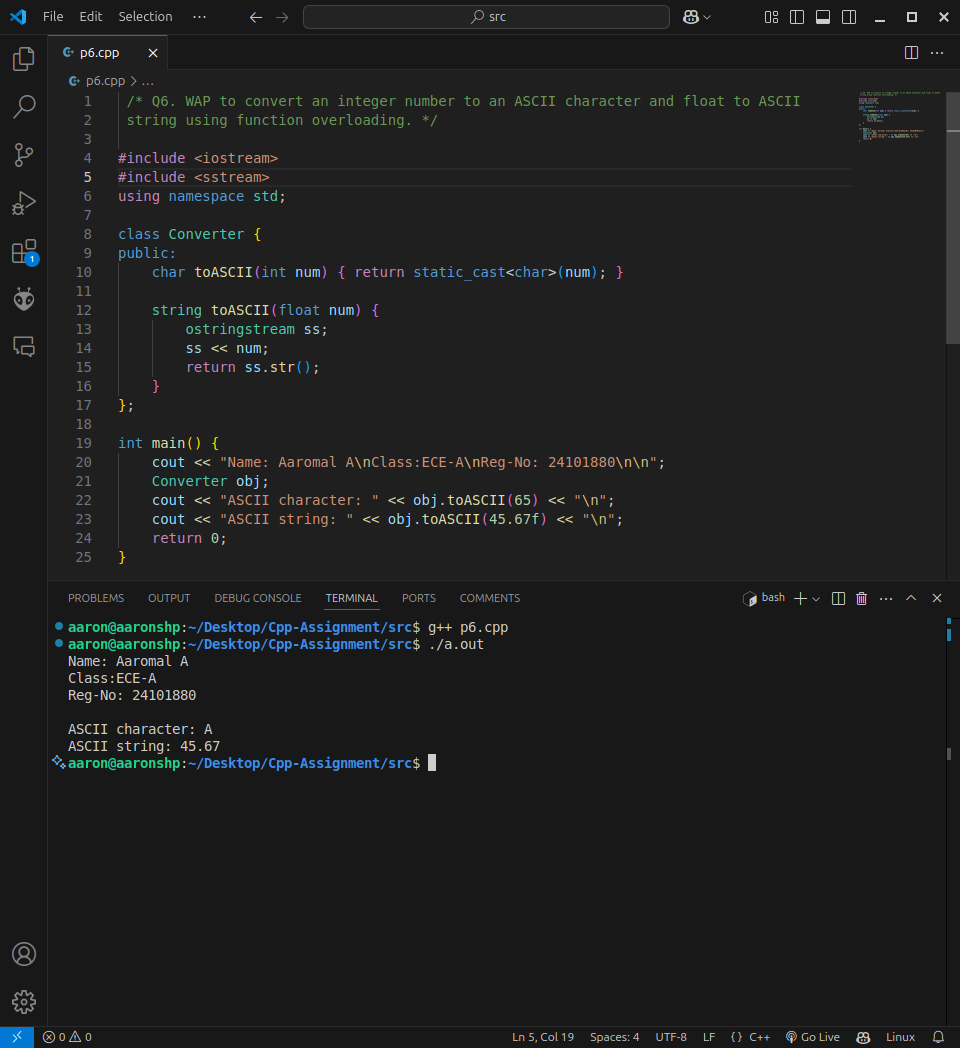 File Edit Selection ··· src
p6.cpp
p6.cpp > ...
1 /* Q6. WAP to convert an integer number to an ASCII character and float to ASCII
2 string using function overloading. */
3
4 #include <iostream>
5 #include <sstream>
6 using namespace std;
7
8 class Converter {
9 public:
10 char toASCII(int num) { return static_cast<char>(num); }
11
12 string toASCII(float num) {
13 ostringstream ss;
14 ss << num;
15 return ss.str();
16 }
17 };
18
19 int main() {
20 cout << "Name: Aaromal A\nClass:ECE-A\nReg-No: 24101880\n\n";
21 Converter obj;
22 cout << "ASCII character: " << obj.toASCII(65) << "\n";
23 cout << "ASCII string: " << obj.toASCII(45.67f) << "\n";
24 return 0;
25 }
1
PROBLEMS OUTPUT DEBUG CONSOLE TERMINAL PORTS COMMENTS bash
aaron@aaronshp:~/Desktop/Cpp-Assignment/src$ g++ p6.cpp
aaron@aaronshp:~/Desktop/Cpp-Assignment/src$ ./a.out
Name: Aaromal A
Class:ECE-A
Reg-No: 24101880

ASCII character: A
ASCII string: 45.67
aaron@aaronshp:~/Desktop/Cpp-Assignment/src$
0 0 Ln 5, Col 19 Spaces: 4 UTF-8 LF {} C++ Go Live Linux